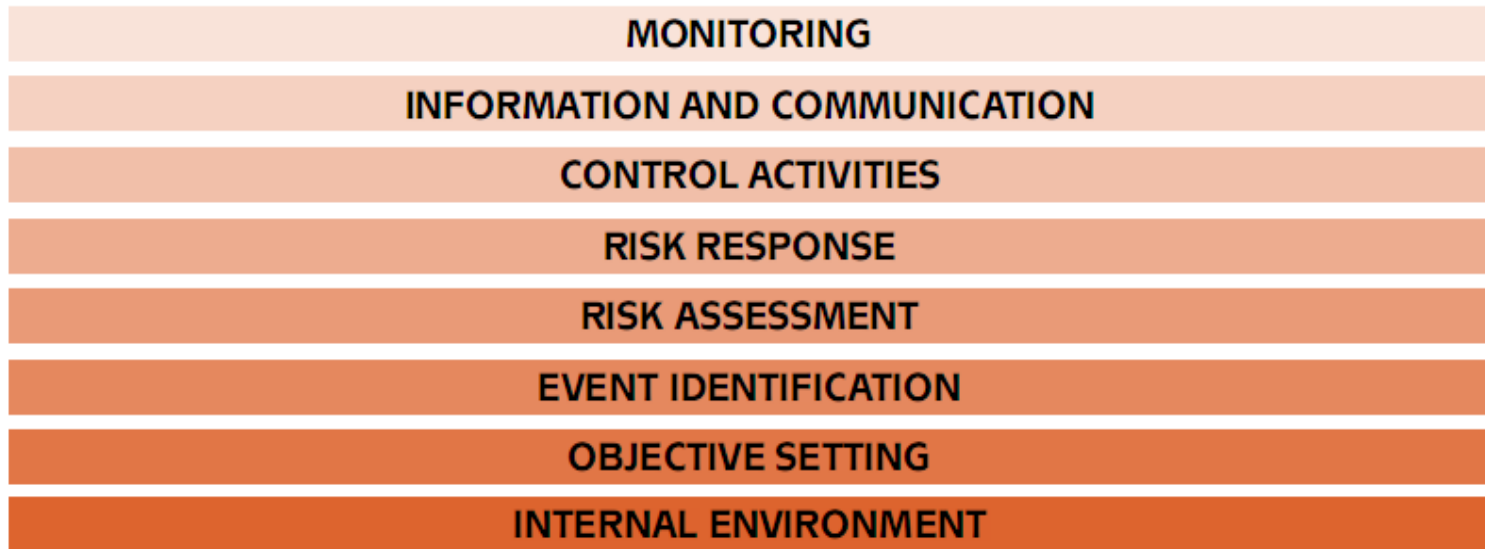 MONITORING
INFORMATION AND COMMUNICATION
CONTROL ACTIVITIES
RISK RESPONSE
RISK ASSESSMENT
EVENT IDENTIFICATION
OBJECTIVE SETTING
INTERNAL ENVIRONMENT